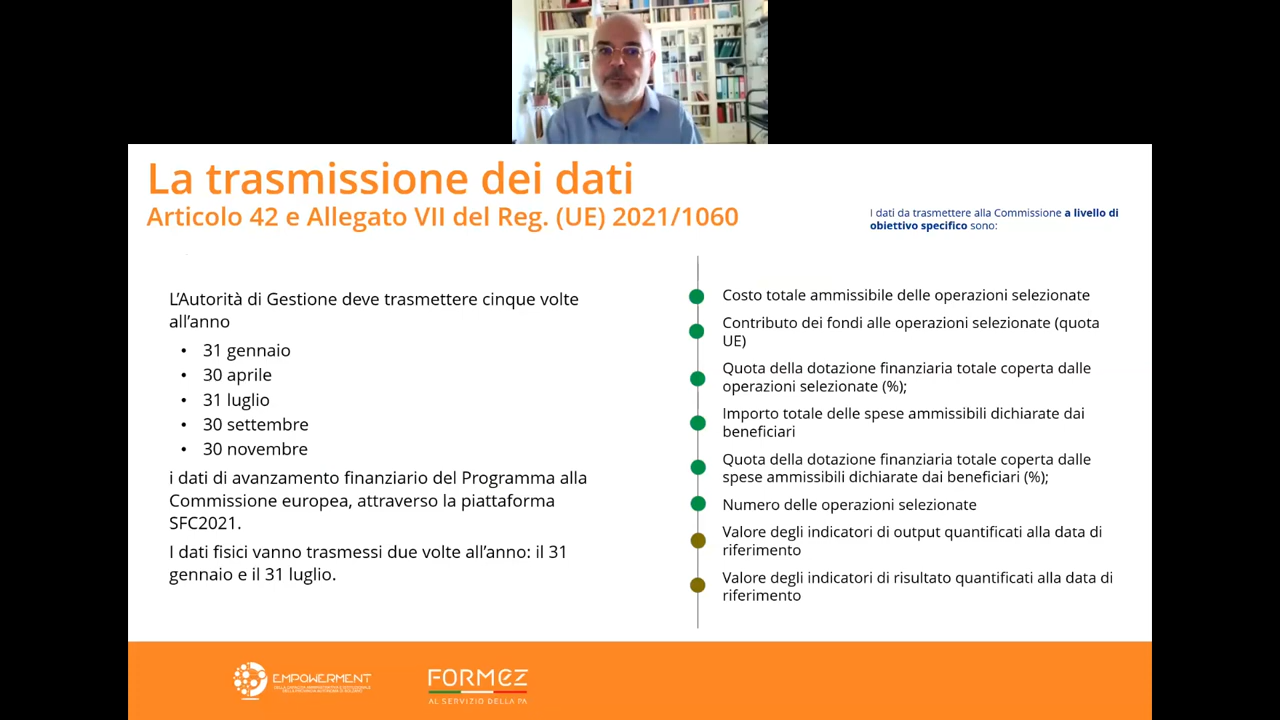 La trasmissione dei dati
Articolo 42 e Allegato VII del Reg. (UE) 2021/1060
I dati da trasmettere alla Commissione a livello di
obiettivo specifico sono:
L'Autorità di Gestione deve trasmettere cinque volte
all'anno
• 31 gennaio
• 30 aprile
• 31 luglio
• 30 settembre
• 30 novembre
i dati di avanzamento finanziario del Programma alla
Commissione europea, attraverso la piattaforma
SFC2021.
I dati fisici vanno trasmessi due volte all'anno: il 31
gennaio e il 31 luglio.
Costo totale ammissibile delle operazioni selezionate
Contributo dei fondi alle operazioni selezionate (quota
UE)
Quota della dotazione finanziaria totale coperta dalle
operazioni selezionate (%);
Importo totale delle spese ammissibili dichiarate dai
beneficiari
Quota della dotazione finanziaria totale coperta dalle
spese ammissibili dichiarate dai beneficiari (%);
Numero delle operazioni selezionate
Valore degli indicatori di output quantificati alla data di
riferimento
Valore degli indicatori di risultato quantificati alla data di
riferimento
EMPOWERMENT
FORMEZ
AL SERVIZIO DELLA PA